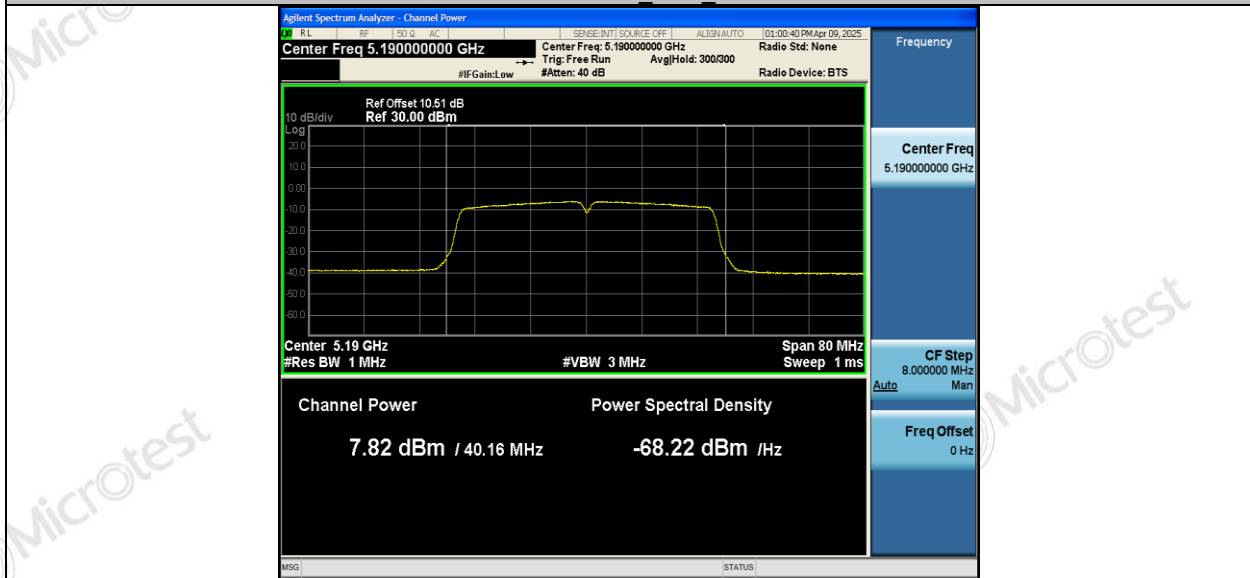 Agilent Spectrum Analyzer - Channel Power
LXI RL RF 50 Ω AC SENSE:INT SOURCE OFF ALIGN AUTO 01:00:40 PM Apr 09, 2025
Center Freq 5.190000000 GHz
Center Freq: 5.190000000 GHz
Radio Std: None
Trig: Free Run Avg|Hold: 300/300
#IFGain:Low #Atten: 40 dB Radio Device: BTS
Ref Offset 10.51 dB
10 dB/div Ref 30.00 dBm
Log
20.0
10.0
0.00
-10.0
-20.0
-30.0
-40.0
-50.0
-60.0
Center 5.19 GHz Span 80 MHz
#Res BW 1 MHz #VBW 3 MHz Sweep 1 ms
Channel Power Power Spectral Density
7.82 dBm / 40.16 MHz -68.22 dBm /Hz
MSG STATUS
Frequency
Center Freq
5.190000000 GHz
CF Step
8.000000 MHz
Auto Man
Freq Offset
0 Hz
Microtest
Microtest